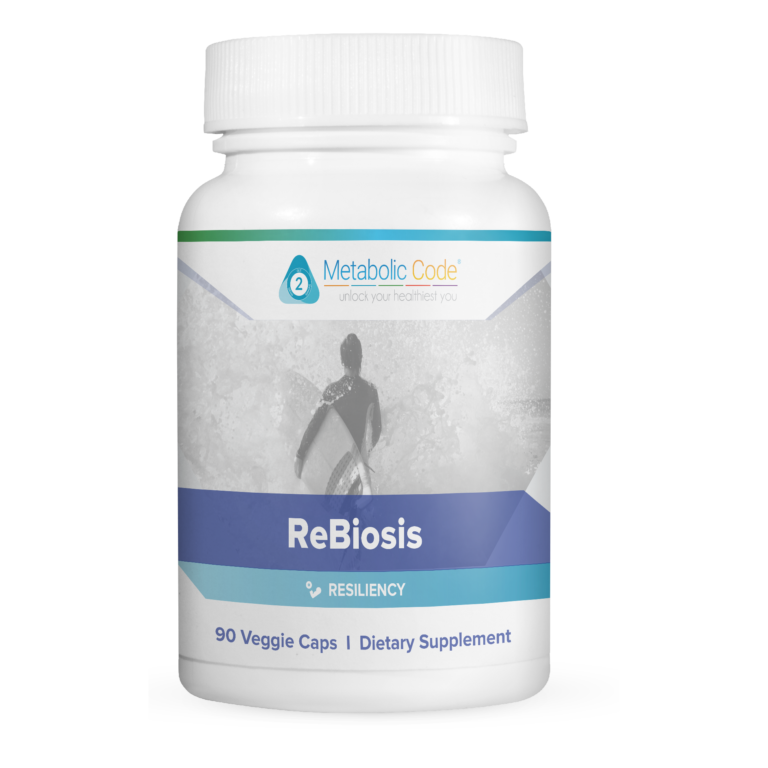 2
Metabolic Code®
unlock your healthiest you
ReBiosis
RESILIENCY
90 Veggie Caps | Dietary Supplement